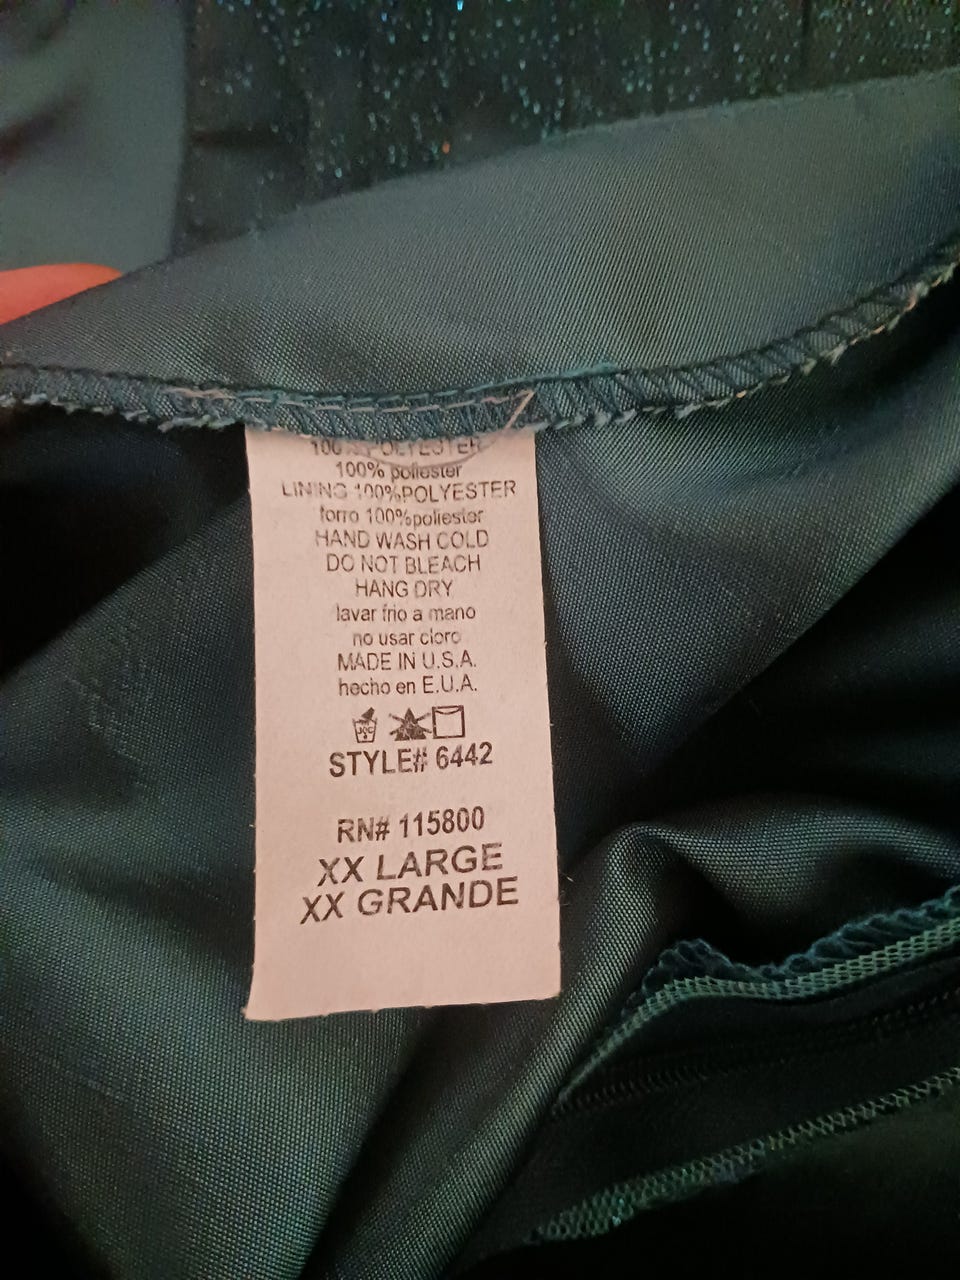 100% POLYESTER
100% poliester
LINING 100%POLYESTER
forro 100%poliester
HAND WASH COLD
DO NOT BLEACH
HANG DRY
lavar frio a mano
no usar cloro
MADE IN U.S.A.
hecho en E.U.A.
STYLE# 6442
RN# 115800
XX LARGE
XX GRANDE